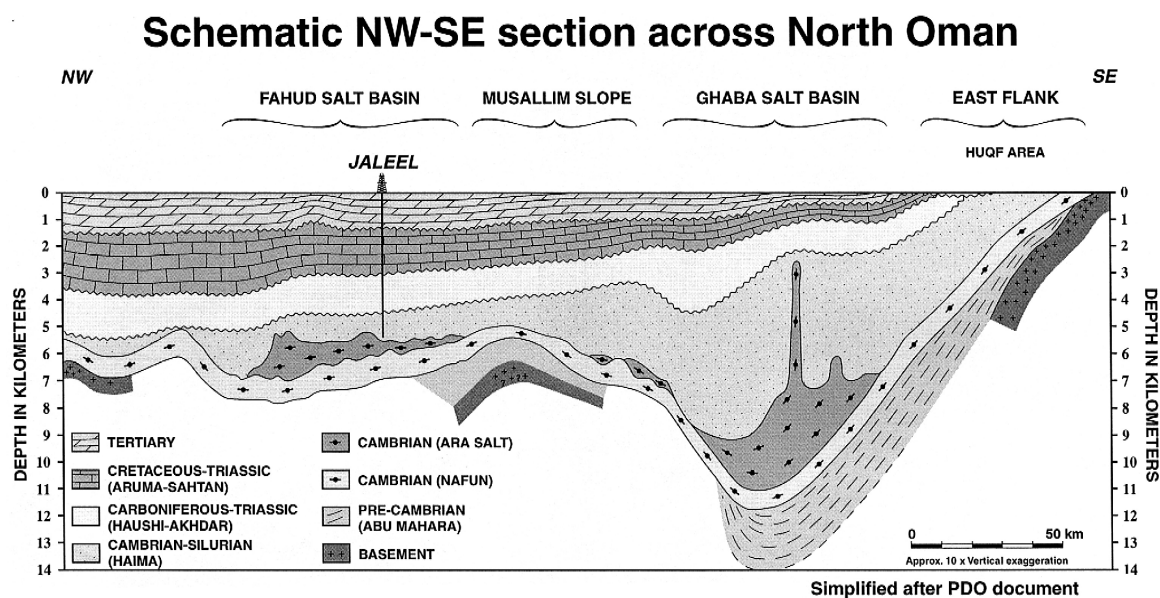 Schematic NW-SE section across North Oman
NW
SE
FAHUD SALT BASIN
MUSALLIM SLOPE
GHABA SALT BASIN
EAST FLANK
HUQF AREA
JALEEL
DEPTH IN KILOMETERS
0
1
2
3
4
5
6
7
8
9
10
11
12
13
14
0
1
2
3
4
5
6
7
8
9
10
11
12
13
14
DEPTH IN KILOMETERS
? ?
TERTIARY
CRETACEOUS-TRIASSIC
(ARUMA-SAHTAN)
CARBONIFEROUS-TRIASSIC
(HAUSHI-AKHDAR)
CAMBRIAN-SILURIAN
(HAIMA)
CAMBRIAN (ARA SALT)
CAMBRIAN (NAFUN)
PRE-CAMBRIAN
(ABU MAHARA)
BASEMENT
0 50 km
Approx. 10 x Vertical exaggeration
Simplified after PDO document